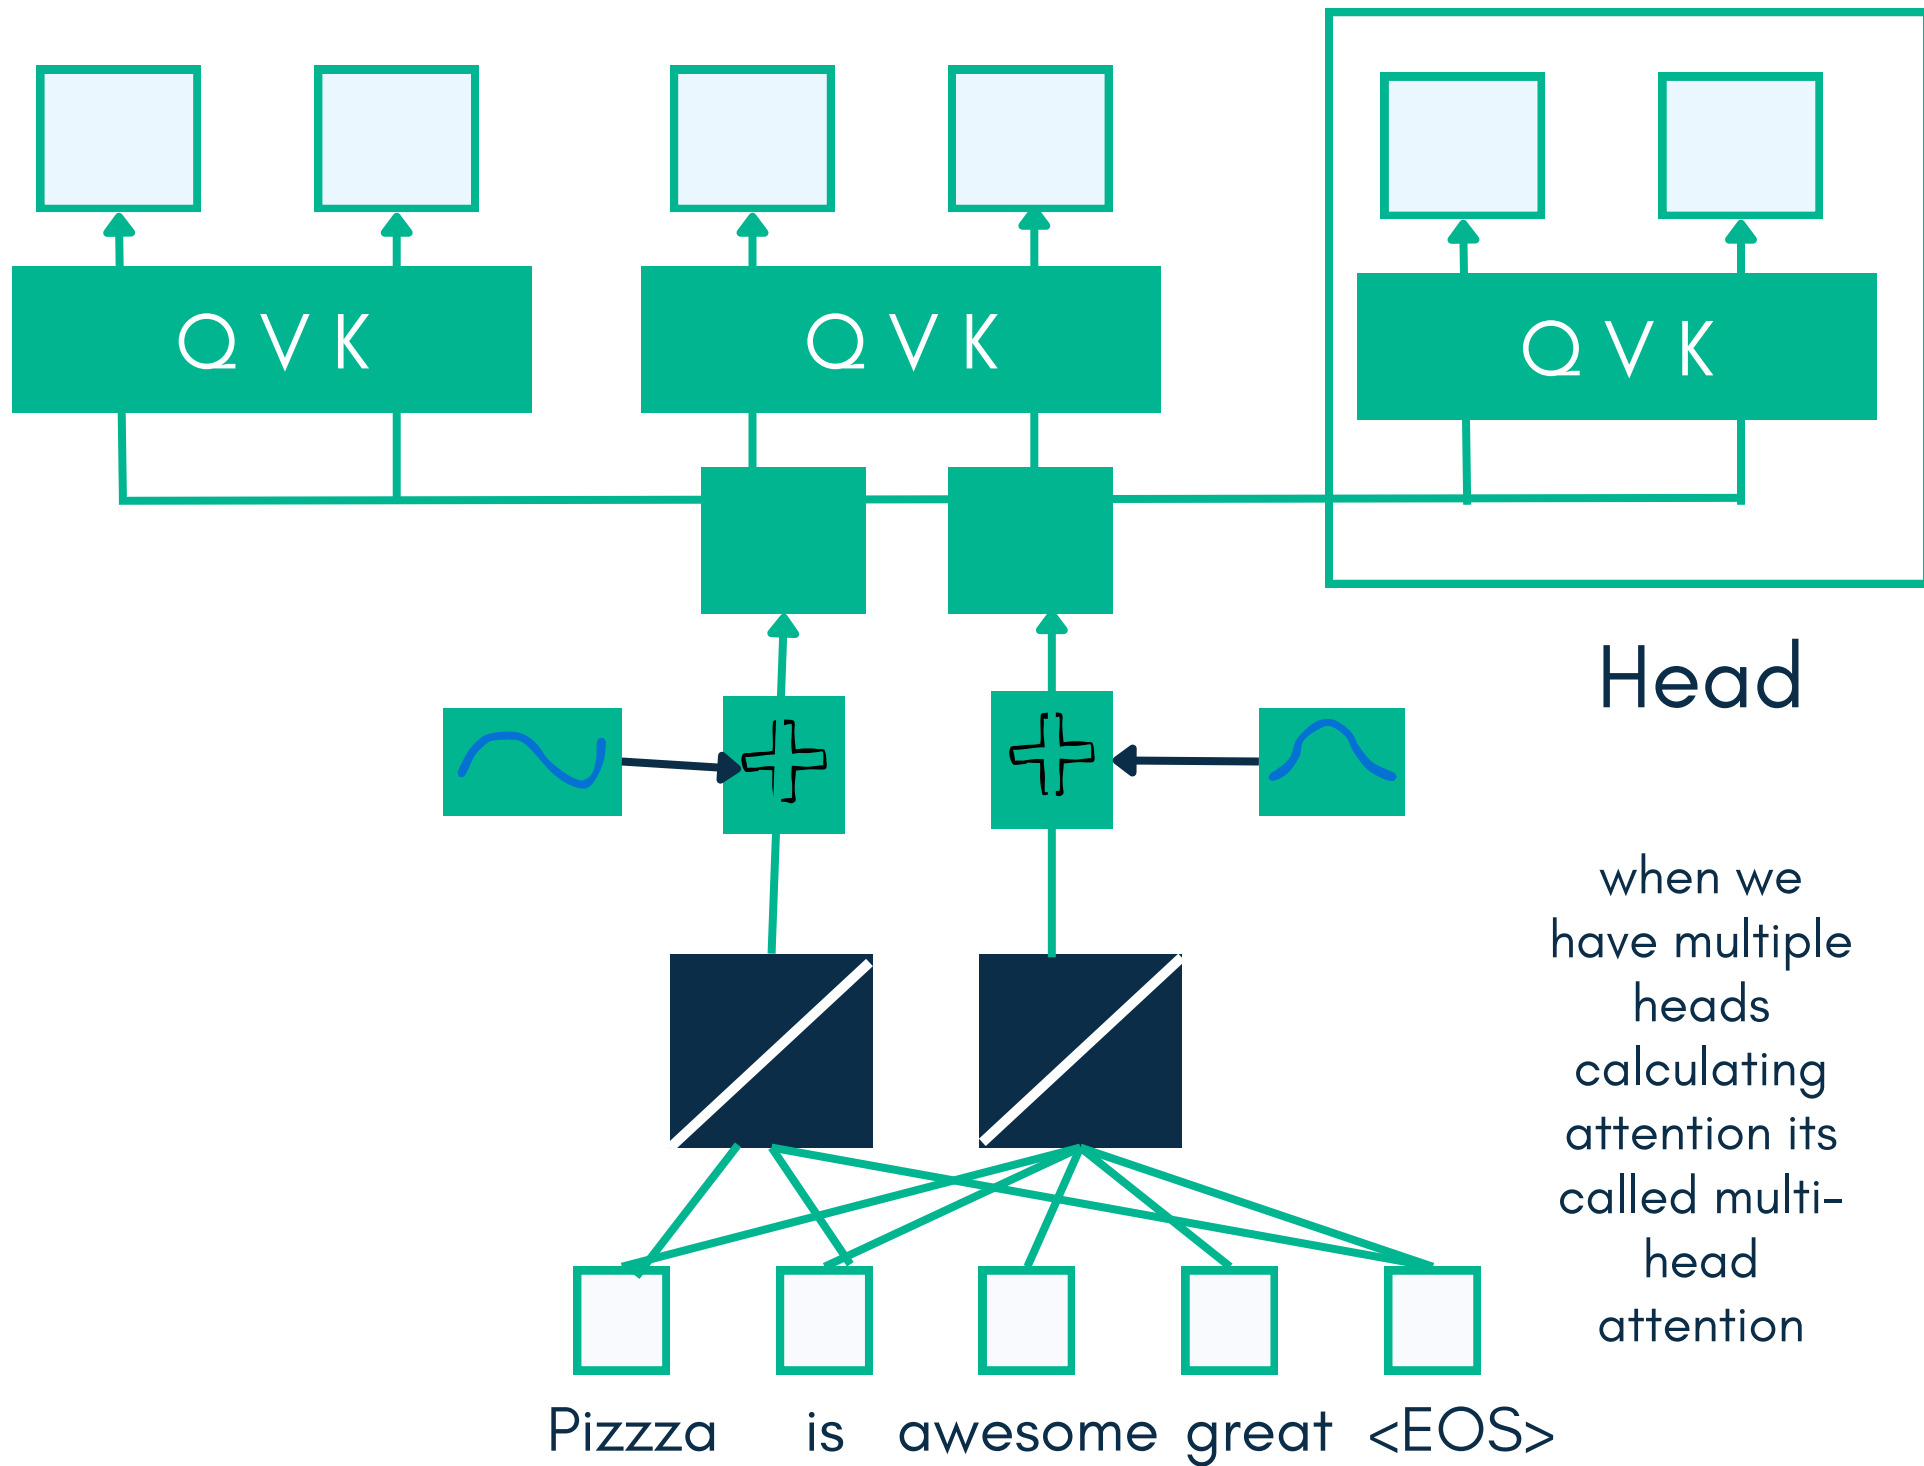 Q V K
Q V K
Q V K
Head
when we
have multiple
heads
calculating
attention its
called multi-
head
attention
Pizzza is awesome great <EOS>